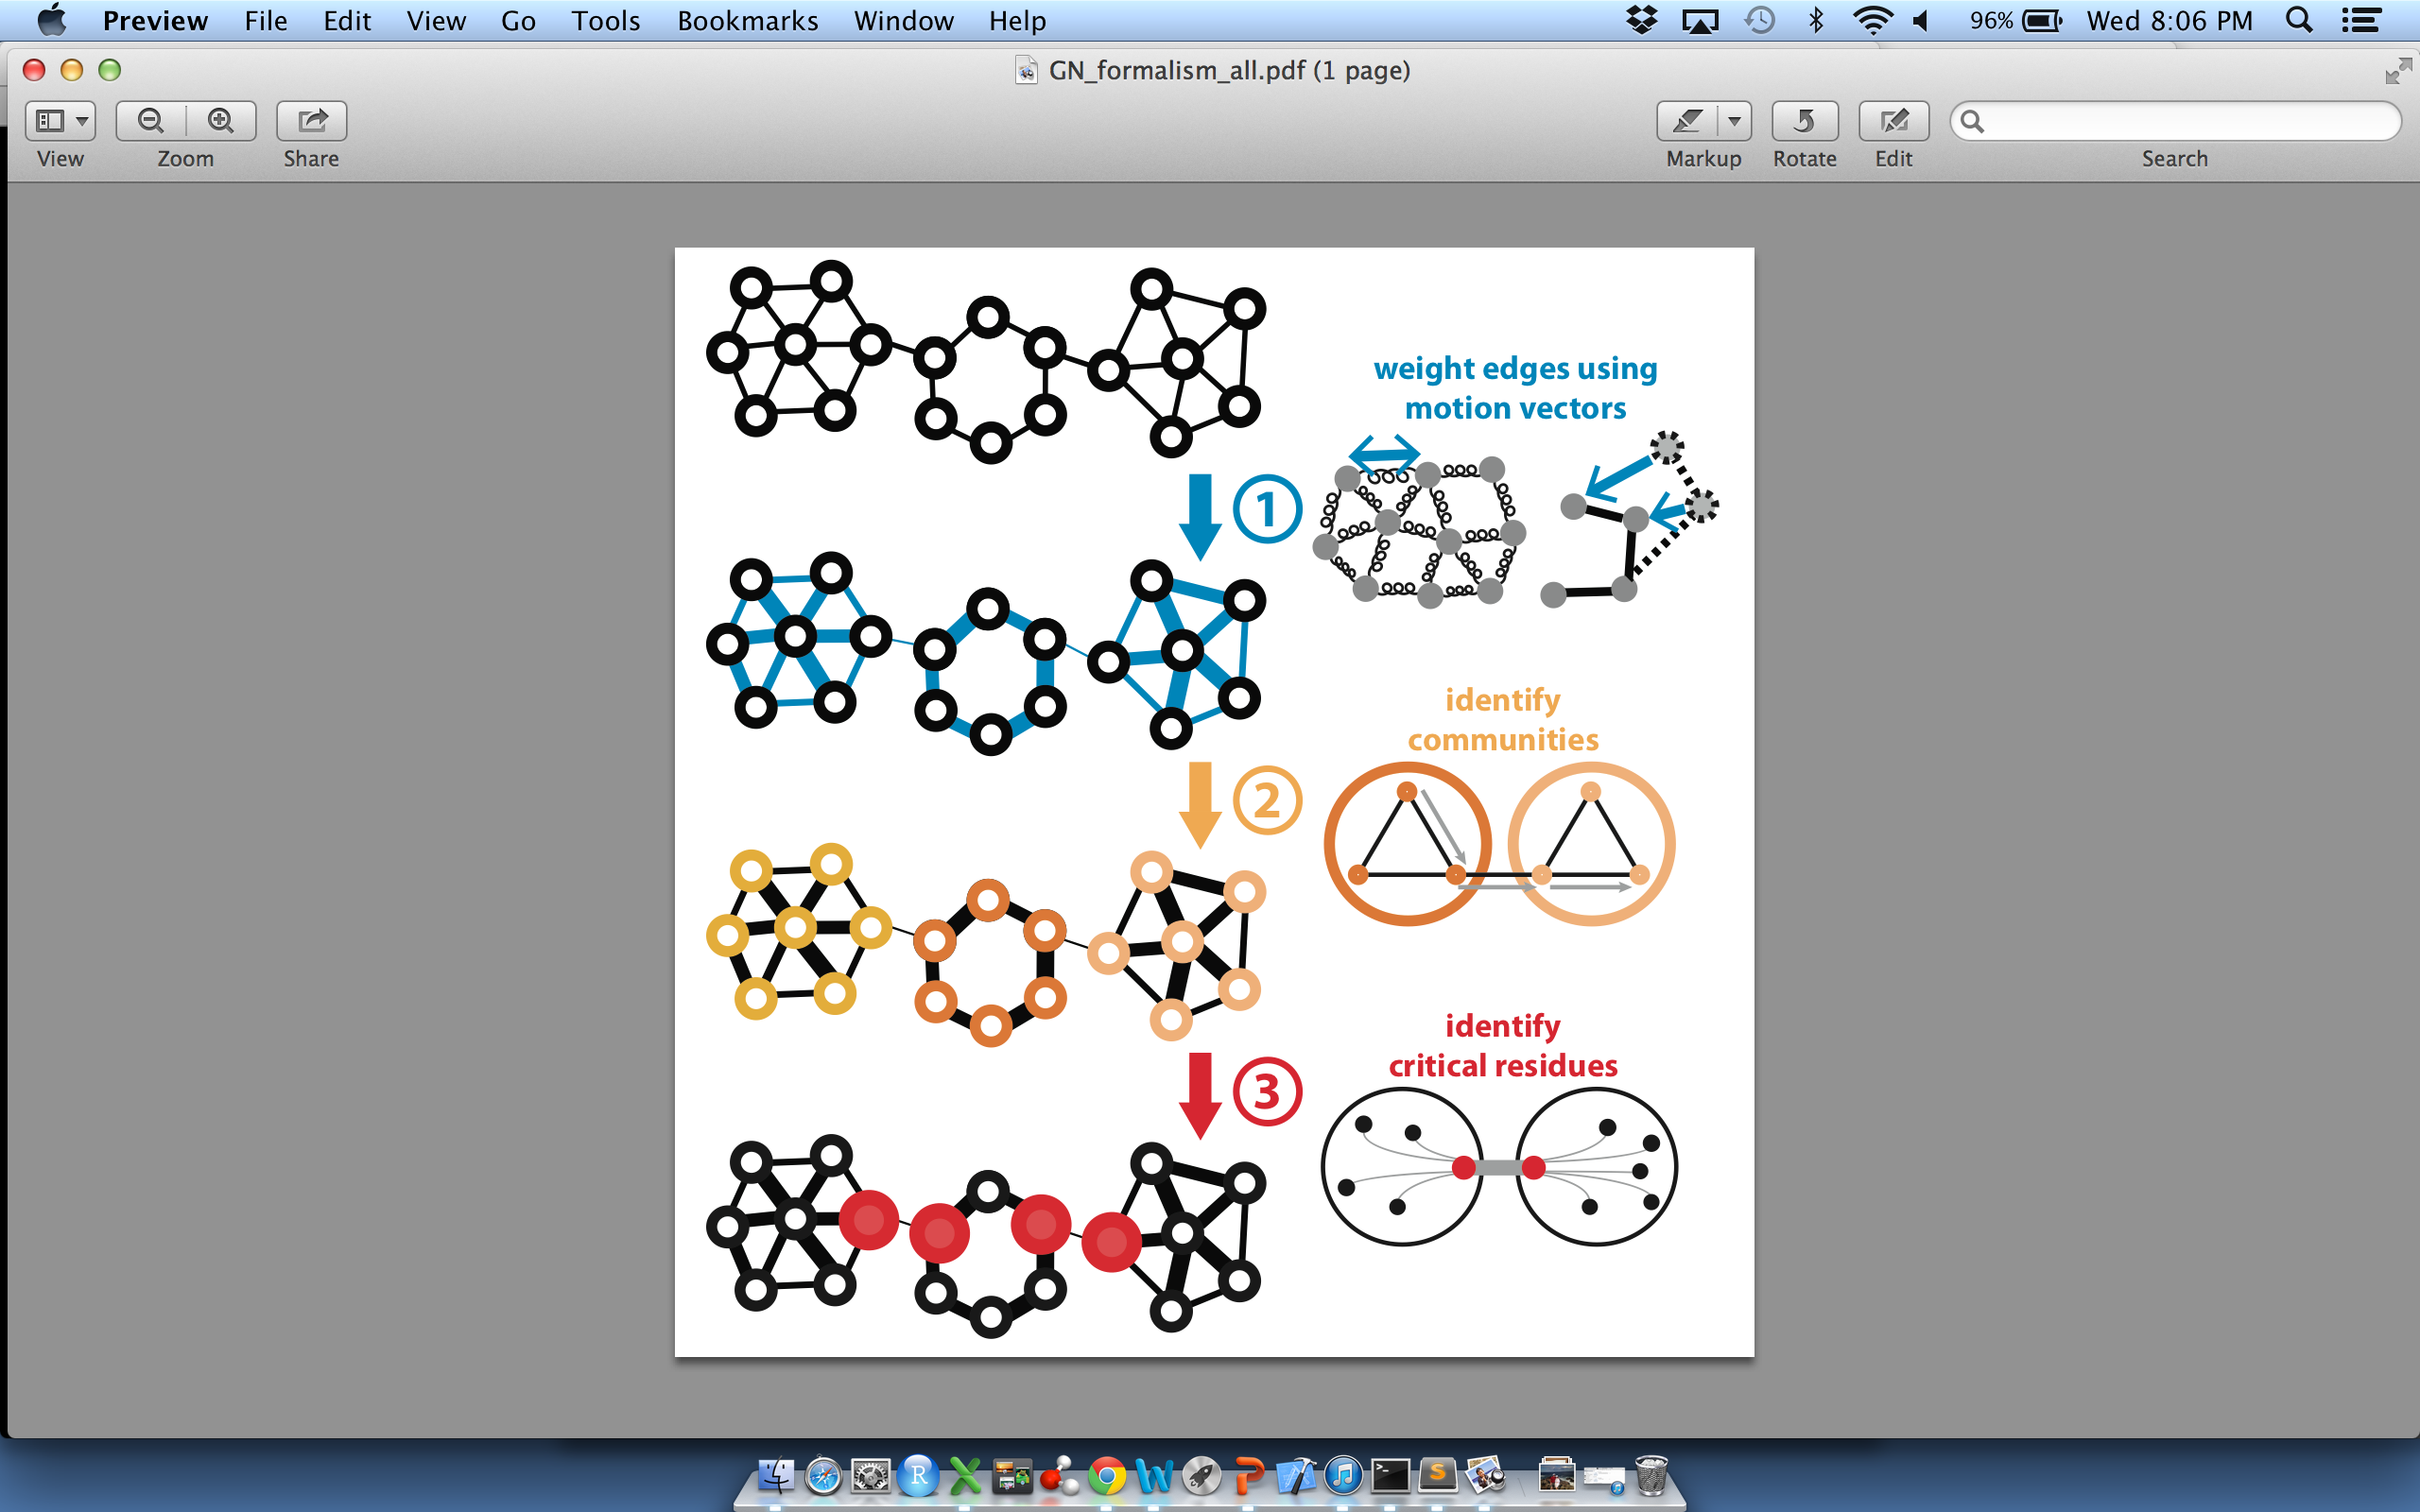 Preview File Edit View Go Tools Bookmarks Window Help 96% Wed 8:06 PM
GN_formalism_all.pdf (1 page)
View Zoom Share Markup Rotate Edit Search
weight edges using
motion vectors
1
identify
communities
2
identify
critical residues
3
R X W P S